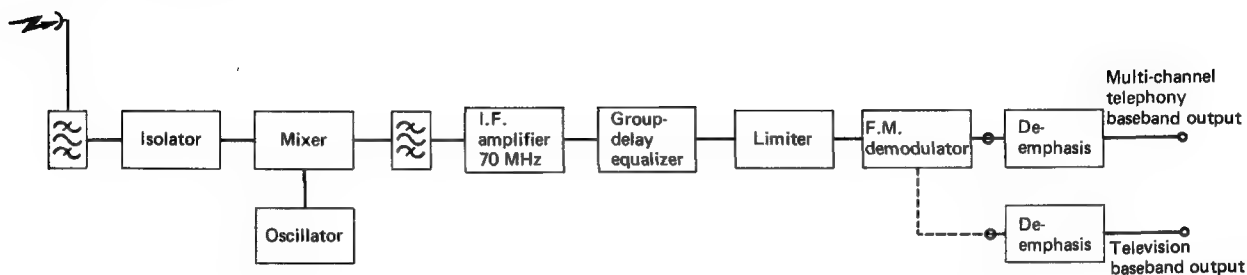 Isolator
Mixer
Oscillator
I.F.
amplifier
70 MHz
Group-
delay
equalizer
Limiter
F.M.
demodulator
De-
emphasis
Multi-channel
telephony
baseband output
De-
emphasis
Television
baseband output